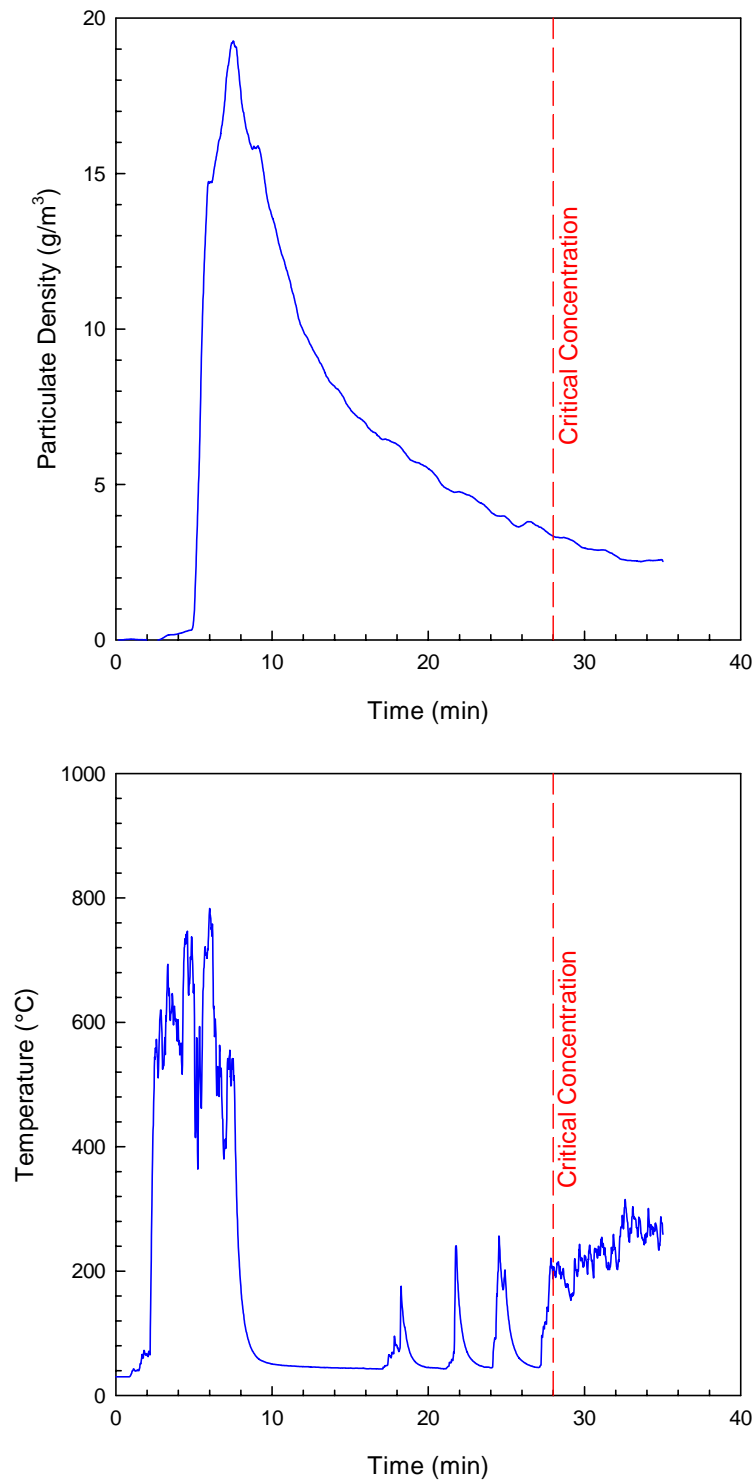 20
15
10
5
0
Particulate Density (g/m³)
Critical Concentration
0 10 20 30 40
Time (min)
1000
800
600
400
200
0
Temperature (°C)
Critical Concentration
0 10 20 30 40
Time (min)